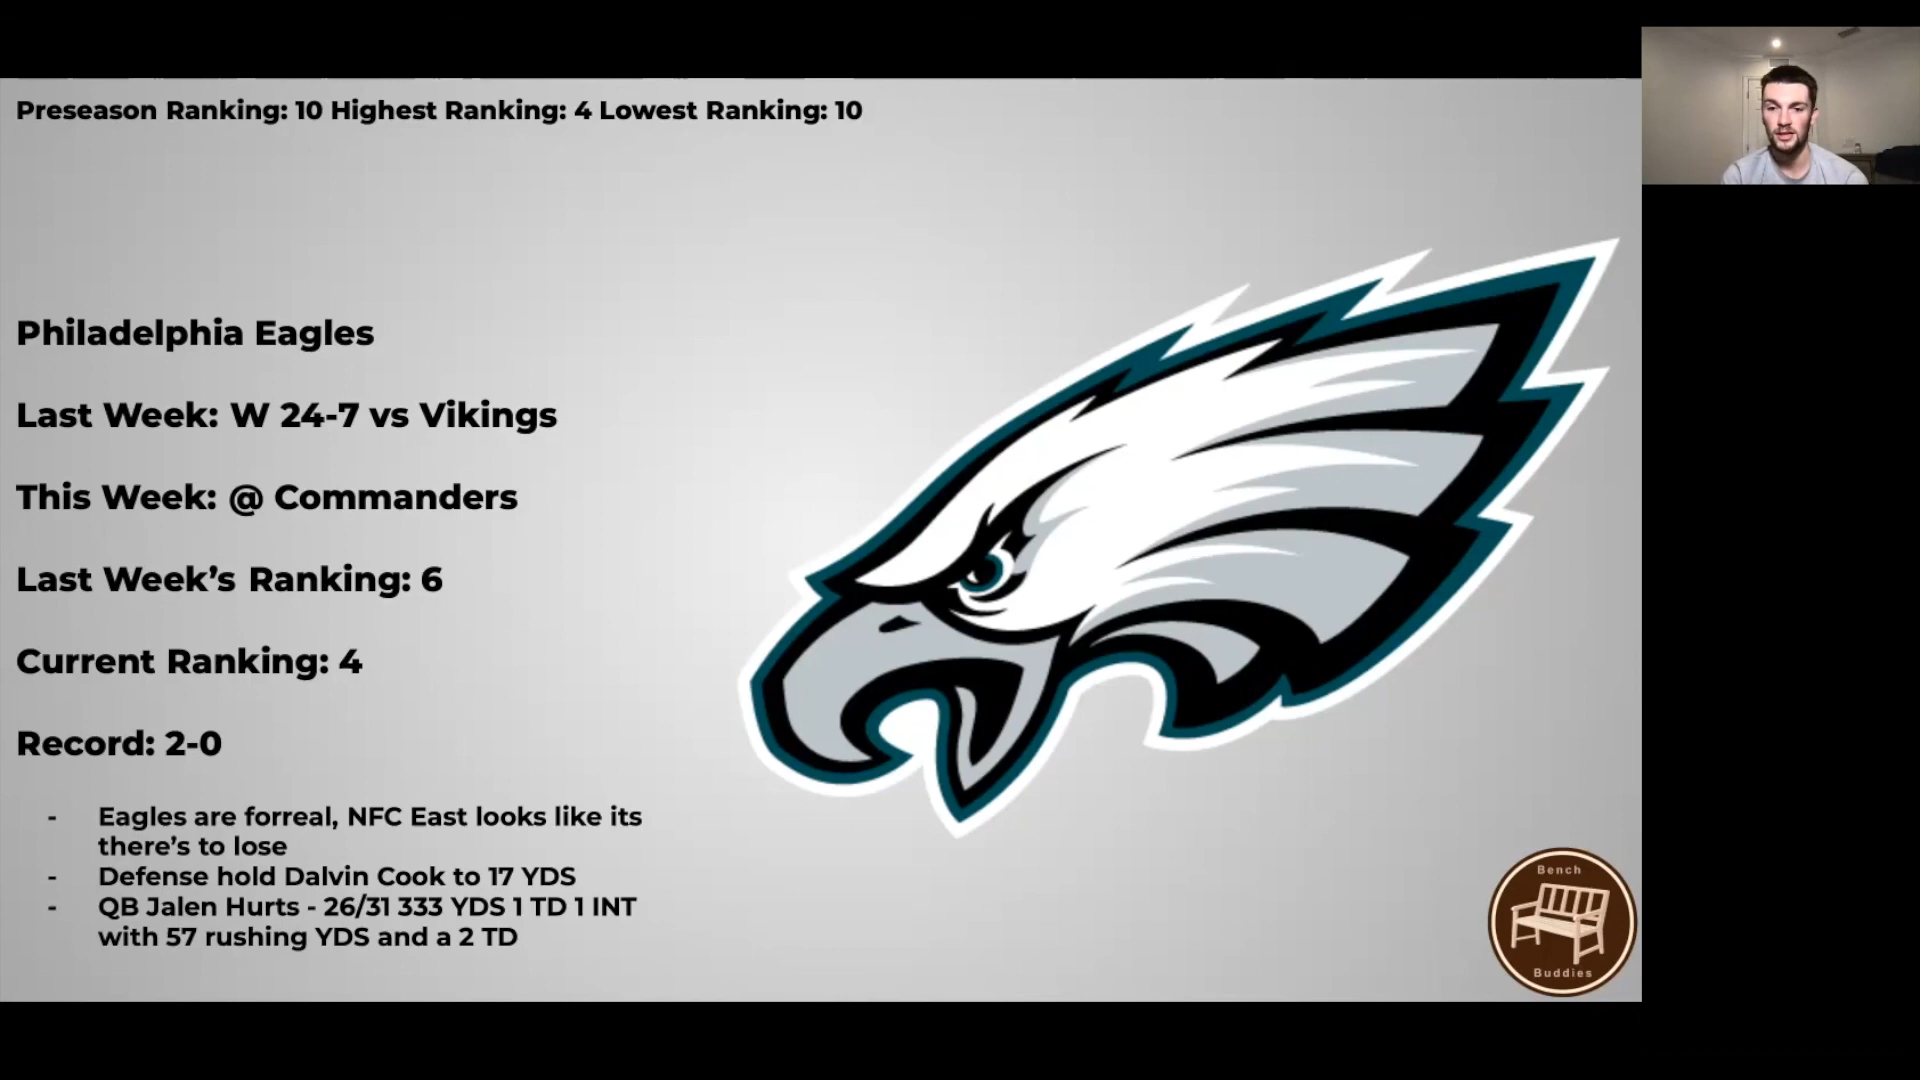 Preseason Ranking: 10 Highest Ranking: 4 Lowest Ranking: 10
Philadelphia Eagles
Last Week: W 24-7 vs Vikings
This Week: @ Commanders
Last Week’s Ranking: 6
Current Ranking: 4
Record: 2-0
- Eagles are forreal, NFC East looks like its
there’s to lose
- Defense hold Dalvin Cook to 17 YDS
- QB Jalen Hurts - 26/31 333 YDS 1 TD 1 INT
with 57 rushing YDS and a 2 TD
Bench
Buddies